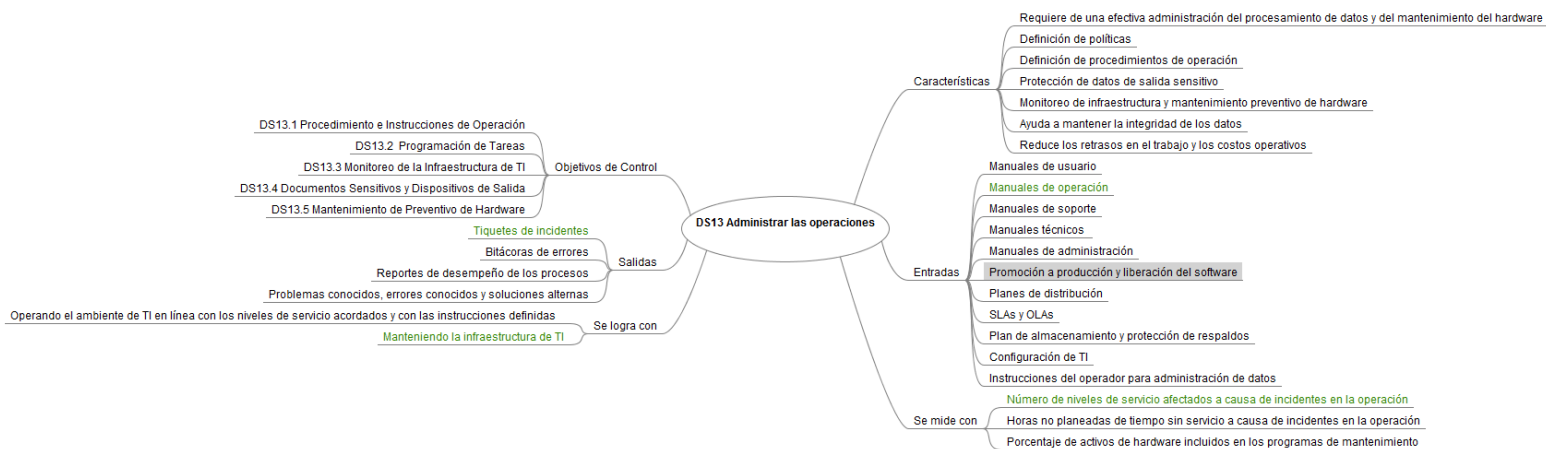 DS13 Administrar las operaciones
Características
Requiere de una efectiva administración del procesamiento de datos y del mantenimiento del hardware
Definición de políticas
Definición de procedimientos de operación
Protección de datos de salida sensitivo
Monitoreo de infraestructura y mantenimiento preventivo de hardware
Ayuda a mantener la integridad de los datos
Reduce los retrasos en el trabajo y los costos operativos
Entradas
Manuales de usuario
Manuales de operación
Manuales de soporte
Manuales técnicos
Manuales de administración
Promoción a producción y liberación del software
Planes de distribución
SLAs y OLAs
Plan de almacenamiento y protección de respaldos
Configuración de TI
Instrucciones del operador para administración de datos
Se mide con
Número de niveles de servicio afectados a causa de incidentes en la operación
Horas no planeadas de tiempo sin servicio a causa de incidentes en la operación
Porcentaje de activos de hardware incluidos en los programas de mantenimiento
Objetivos de Control
DS13.1 Procedimiento e Instrucciones de Operación
DS13.2 Programación de Tareas
DS13.3 Monitoreo de la Infraestructura de TI
DS13.4 Documentos Sensitivos y Dispositivos de Salida
DS13.5 Mantenimiento de Preventivo de Hardware
Salidas
Tiquetes de incidentes
Bitácoras de errores
Reportes de desempeño de los procesos
Problemas conocidos, errores conocidos y soluciones alternas
Se logra con
Operando el ambiente de TI en línea con los niveles de servicio acordados y con las instrucciones definidas
Manteniendo la infraestructura de TI